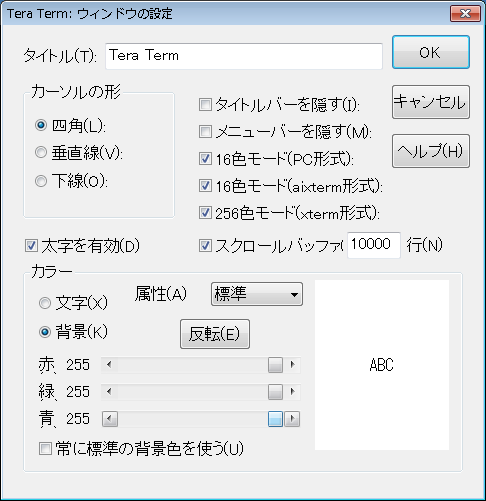 Tera Term: ウィンドウの設定
タイトル(T): Tera Term OK
カーソルの形
四角(L):
垂直線(V):
下線(O):
タイトルバーを隠す(I):
メニューバーを隠す(M):
16色モード(PC形式):
16色モード(aixterm形式):
256色モード(xterm形式):
キャンセル
ヘルプ(H)
太字を有効(D) スクロールバッファ( 10000 行(N)
カラー
文字(X) 属性(A) 標準
背景(K) 反転(E)
赤、 255
緑、 255
青、 255
ABC
常に標準の背景色を使う(U)